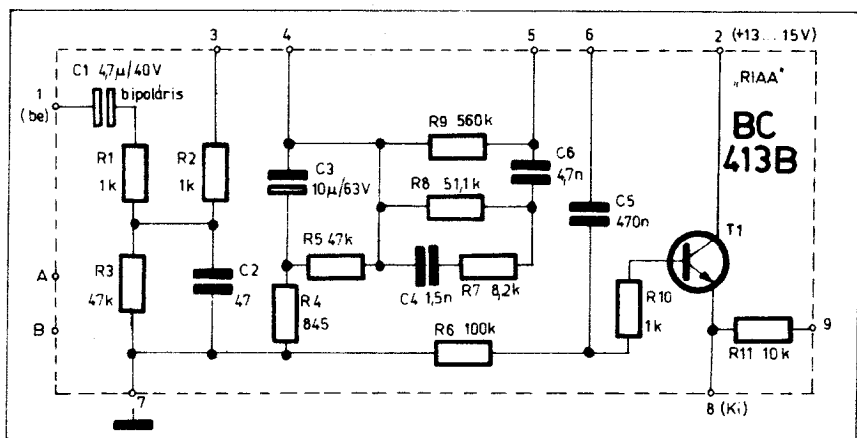 3 4 5 6 2 (+13...15V)
C1 4,7µ/40V
bipoláris
1
(be)
„RIAA"
BC
413B
R1
1k
R2
1k
R9 560k
C3
10µ/63V
C6
4,7n
R8 51,1k
C5
470n
T1
A
R3
47k
C2
47
R5 47k
C4 1,5n
R7 8,2k
R4
845
R10
1k
B
R6 100k
R11 10k
9
7
8 (Ki)